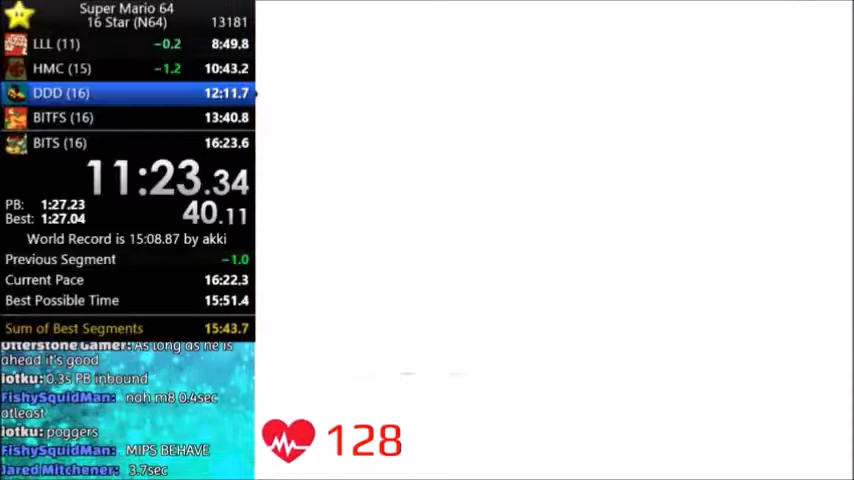 Super Mario 64
16 Star (N64) 13181
LLL (11) -0.2 8:49.8
HMC (15) -1.2 10:43.2
DDD (16) 12:11.7
BITFS (16) 13:40.8
BITS (16) 16:23.6
11:23.34
PB: 1:27.23
Best: 1:27.04
40.11
World Record is 15:08.87 by akki
Previous Segment -1.0
Current Pace 16:22.3
Best Possible Time 15:51.4
Sum of Best Segments 15:43.7
Otterstone Gamer: As long as he is
ahead it's good
iotku: 0.3s PB inbound
FishySquidMan: nah m8 0.4sec
atleast
iotku: poggers
FishySquidMan: MIPS BEHAVE
Jared Mitchener: 3.7sec
128